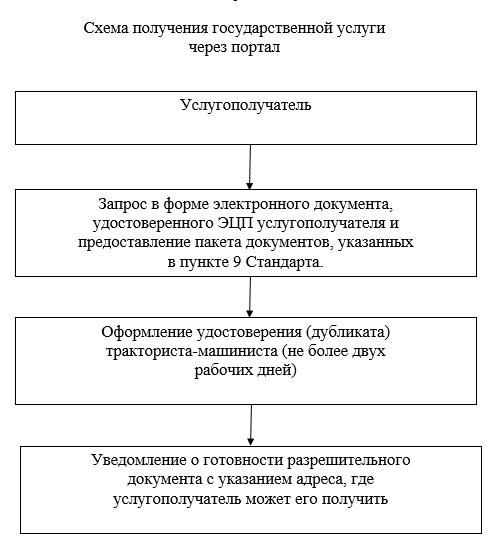 Схема получения государственной услуги
через портал
Услугополучатель
Запрос в форме электронного документа,
удостоверенного ЭЦП услугополучателя и
предоставление пакета документов, указанных
в пункте 9 Стандарта.
Оформление удостоверения (дубликата)
тракториста-машиниста (не более двух
рабочих дней)
Уведомление о готовности разрешительного
документа с указанием адреса, где
услугополучатель может его получить